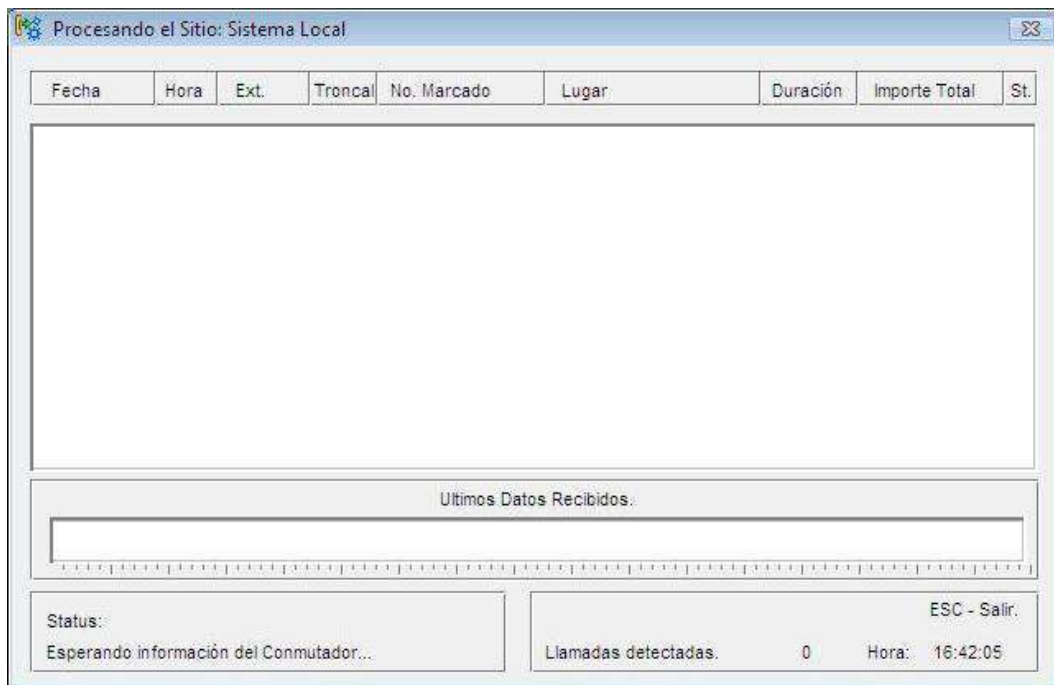 Procesando el Sitio: Sistema Local
Fecha Hora Ext. Troncal No. Marcado Lugar Duración Importe Total St.
Ultimos Datos Recibidos.
Status:
Esperando información del Conmutador...
ESC - Salir.
Llamadas detectadas. 0 Hora: 16:42:05